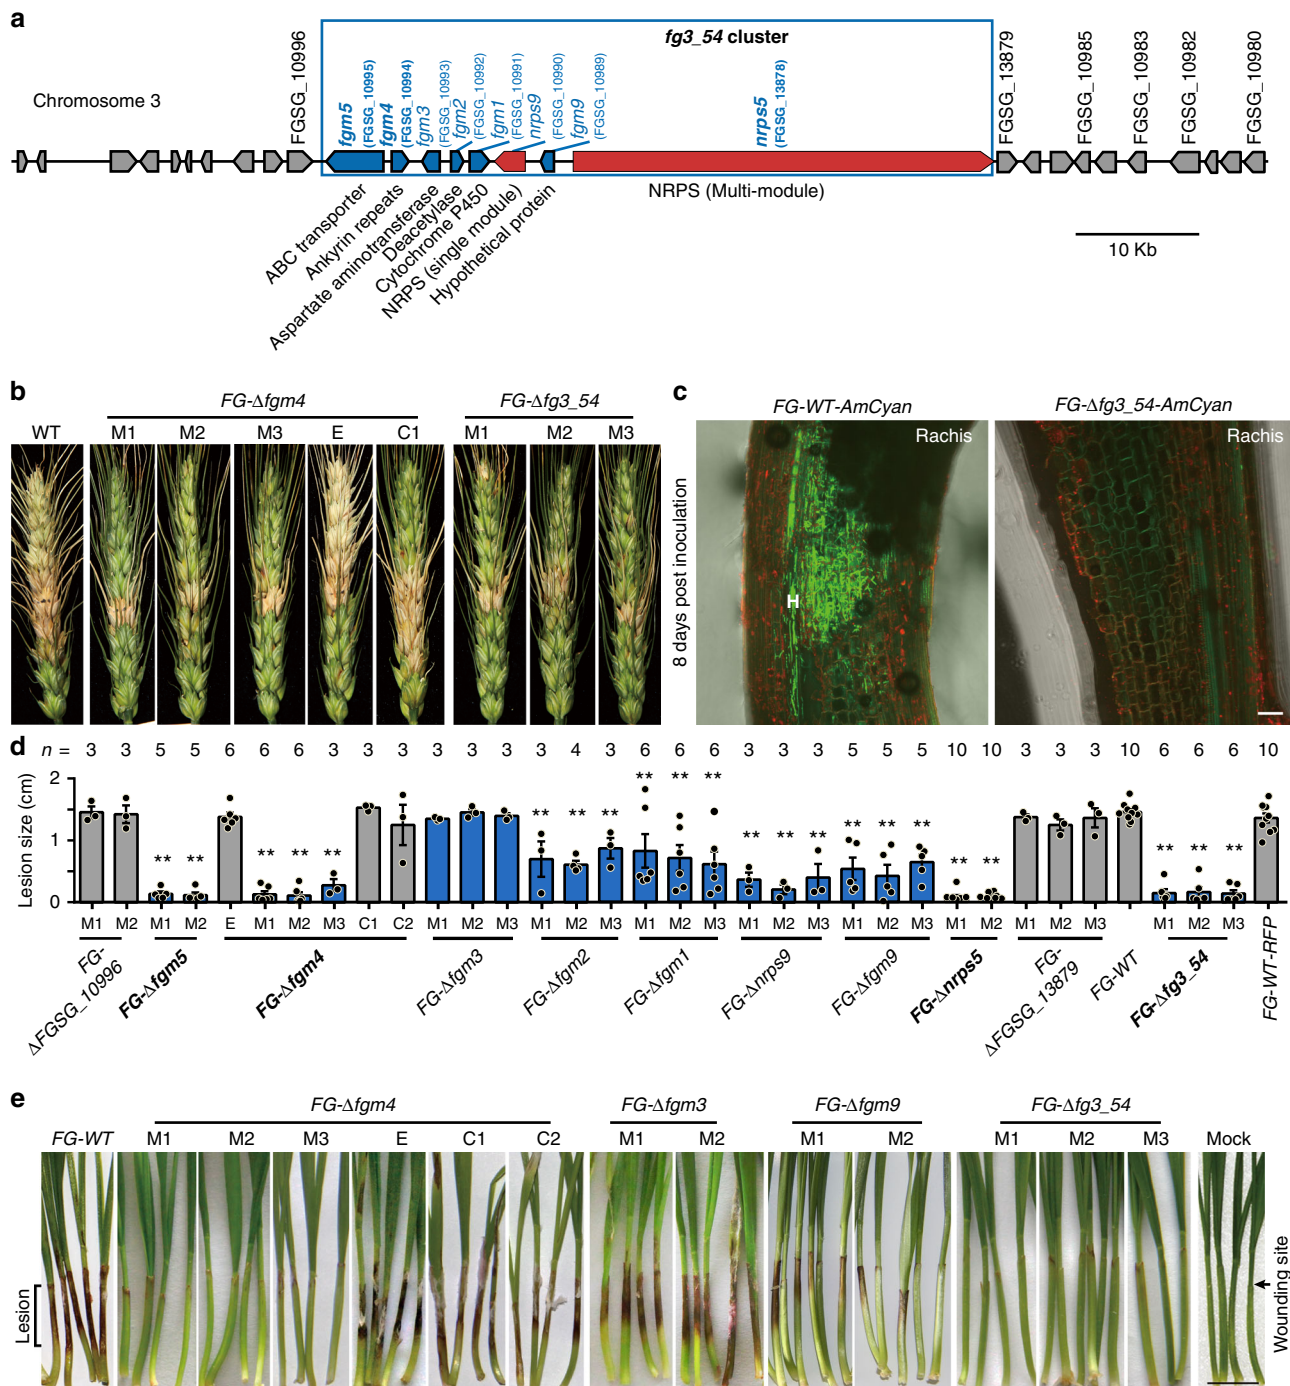 a
fg3_54 cluster
Chromosome 3
FGSG_10996
fgm5
(FGSG_10995)
fgm4
(FGSG_10994)
fgm3
(FGSG_10993)
fgm2
(FGSG_10992)
fgm1
(FGSG_10991)
nrps9
(FGSG_10990)
fgm9
(FGSG_10989)
nrps5
(FGSG_13878)
FGSG_13879
FGSG_10985
FGSG_10983
FGSG_10982
FGSG_10980
ABC transporter
Ankyrin repeats
Aspartate aminotransferase
Deacetylase
Cytochrome P450
NRPS (single module)
Hypothetical protein
NRPS (Multi-module)
10 Kb
b
FG-Δfgm4 FG-Δfg3_54
WT M1 M2 M3 E C1 M1 M2 M3
c
FG-WT-AmCyan FG-Δfg3_54-AmCyan
Rachis Rachis
8 days post inoculation
H
d
n = 3 3 5 5 6 6 6 3 3 3 3 3 3 3 4 3 6 6 6 3 3 3 5 5 5 10 10 3 3 3 10 6 6 6 10
Lesion size (cm)
2
1
0
** ** ** ** ** ** ** ** ** ** ** ** ** ** ** ** ** ** ** ** ** ** **
M1 M2 M1 M2 E M1 M2 M3 C1 C2 M1 M2 M3 M1 M2 M3 M1 M2 M3 M1 M2 M3 M1 M2 M3 M1 M2 M1 M2 M3 M1 M2 M3
FG-
ΔFGSG_10996
FG-Δfgm5
FG-Δfgm4
FG-Δfgm3
FG-Δfgm2
FG-Δfgm1
FG-Δnrps9
FG-Δfgm9
FG-Δnrps5
FG-
ΔFGSG_13879
FG-WT
FG-Δfg3_54
FG-WT-RFP
e
FG-Δfgm4 FG-Δfgm3 FG-Δfgm9 FG-Δfg3_54
FG-WT M1 M2 M3 E C1 C2 M1 M2 M1 M2 M1 M2 M3 Mock
Lesion
Wounding site